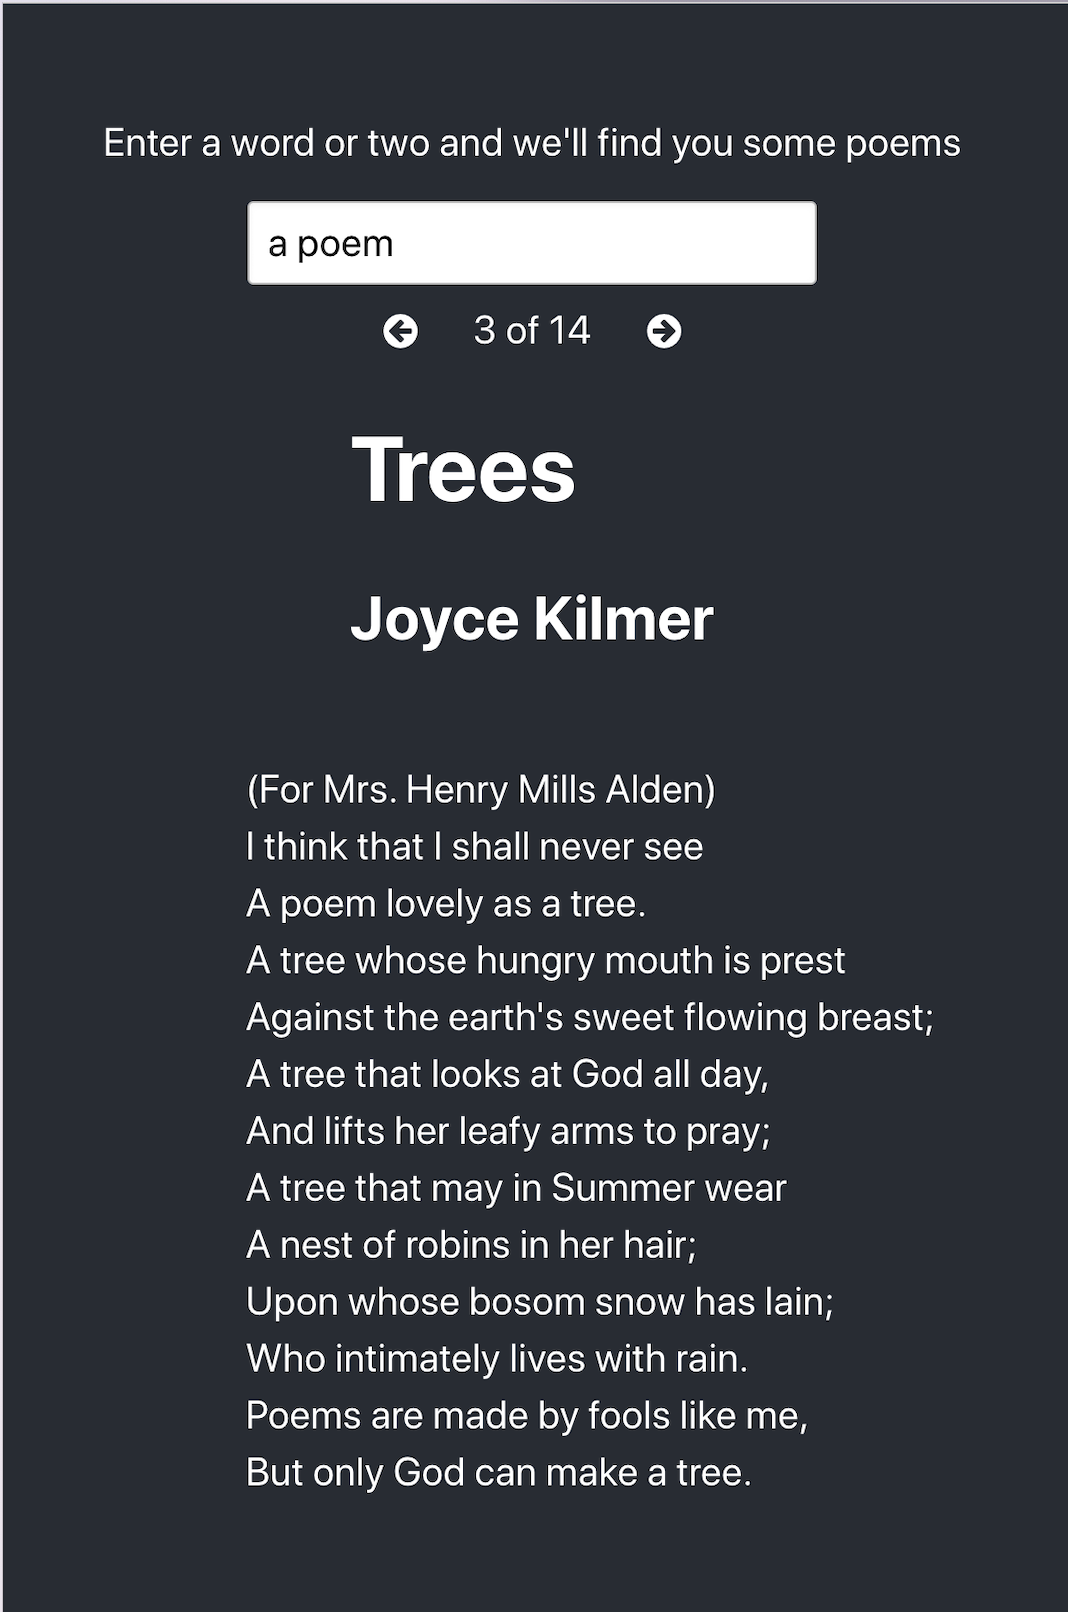 Enter a word or two and we'll find you some poems
a poem
3 of 14
Trees
Joyce Kilmer
(For Mrs. Henry Mills Alden)
I think that I shall never see
A poem lovely as a tree.
A tree whose hungry mouth is prest
Against the earth's sweet flowing breast;
A tree that looks at God all day,
And lifts her leafy arms to pray;
A tree that may in Summer wear
A nest of robins in her hair;
Upon whose bosom snow has lain;
Who intimately lives with rain.
Poems are made by fools like me,
But only God can make a tree.